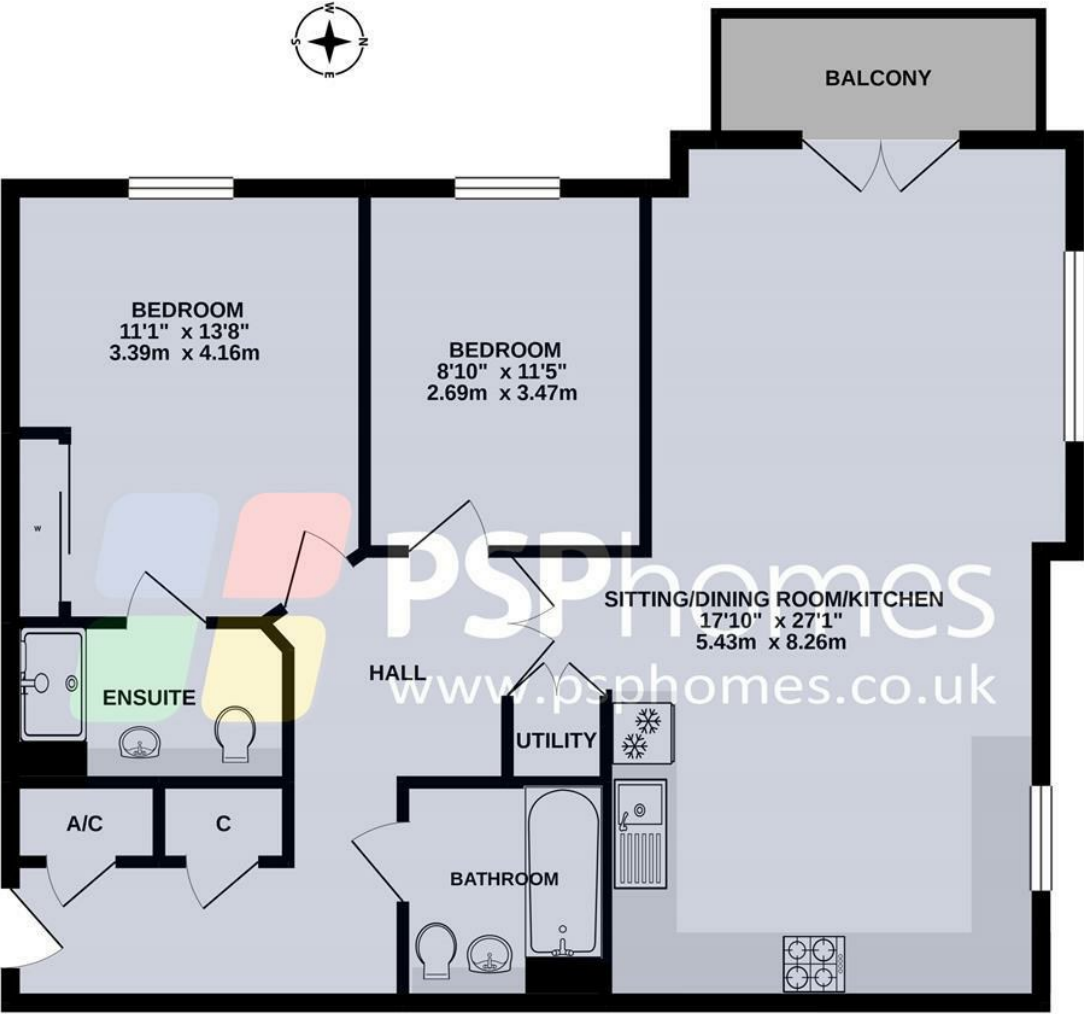 W
S
N
E
BALCONY
BEDROOM
11'1" x 13'8"
3.39m x 4.16m
BEDROOM
8'10" x 11'5"
2.69m x 3.47m
W
PSPhomes
www.psphomes.co.uk
SITTING/DINING ROOM/KITCHEN
17'10" x 27'1"
5.43m x 8.26m
HALL
ENSUITE
UTILITY
A/C
C
BATHROOM